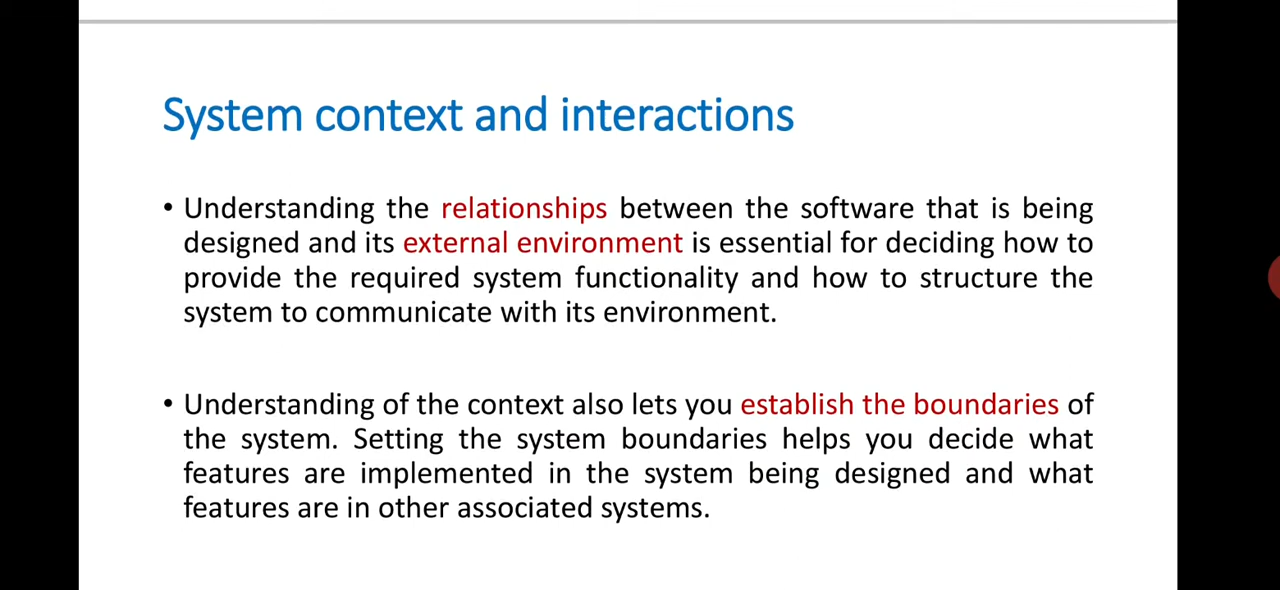 System context and interactions
• Understanding the relationships between the software that is being
designed and its external environment is essential for deciding how to
provide the required system functionality and how to structure the
system to communicate with its environment.
• Understanding of the context also lets you establish the boundaries of
the system. Setting the system boundaries helps you decide what
features are implemented in the system being designed and what
features are in other associated systems.